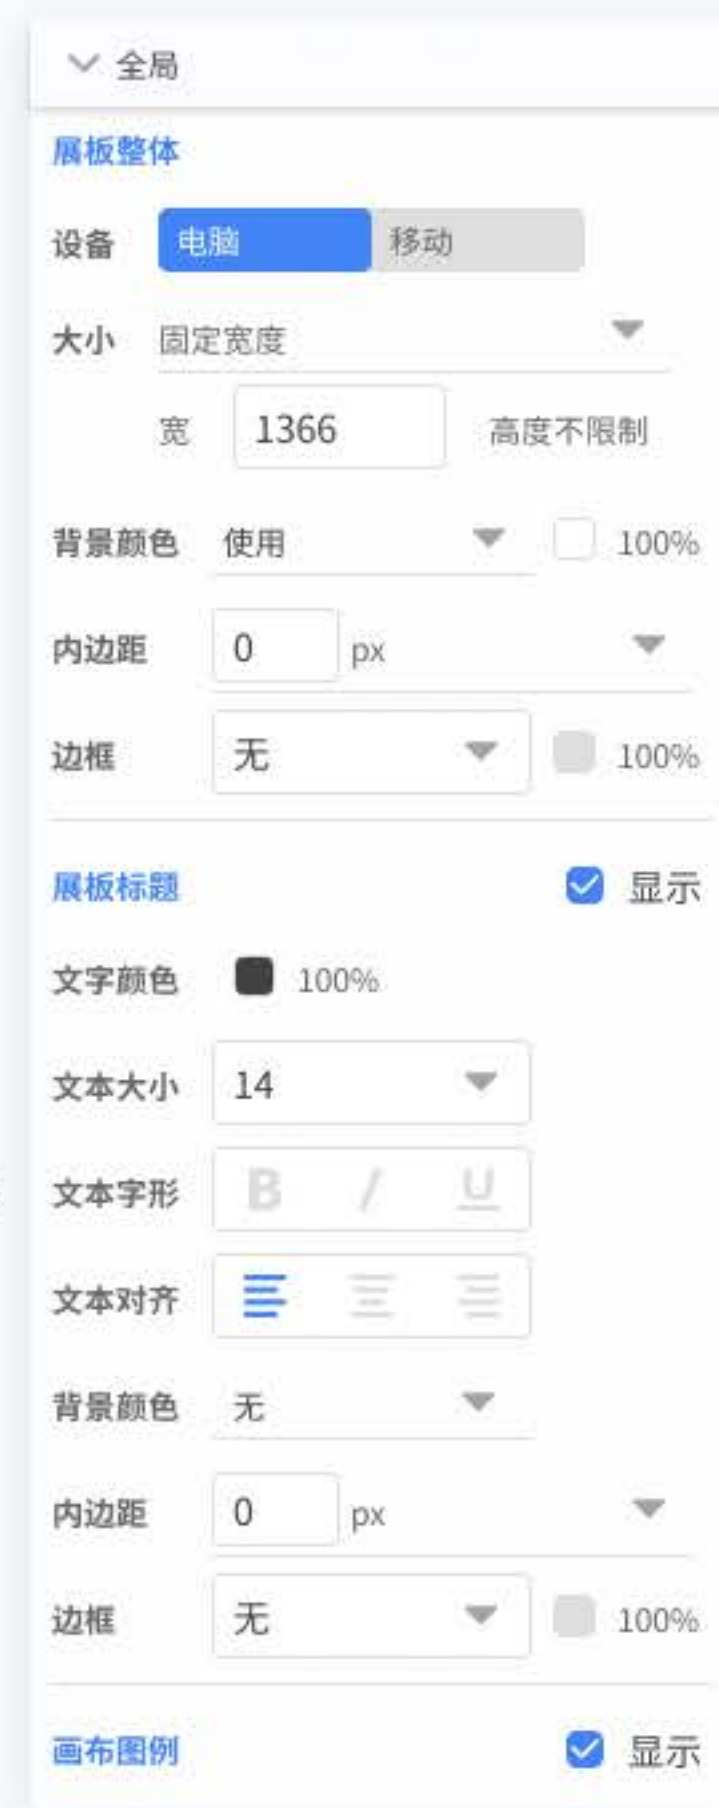 全局
展板整体
设备 电脑 移动
大小 固定宽度
宽 1366 高度不限制
背景颜色 使用 100%
内边距 0 px
边框 无 100%
展板标题 显示
文字颜色 100%
文本大小 14
文本字形 B I U
文本对齐
背景颜色 无
内边距 0 px
边框 无 100%
画布图例 显示